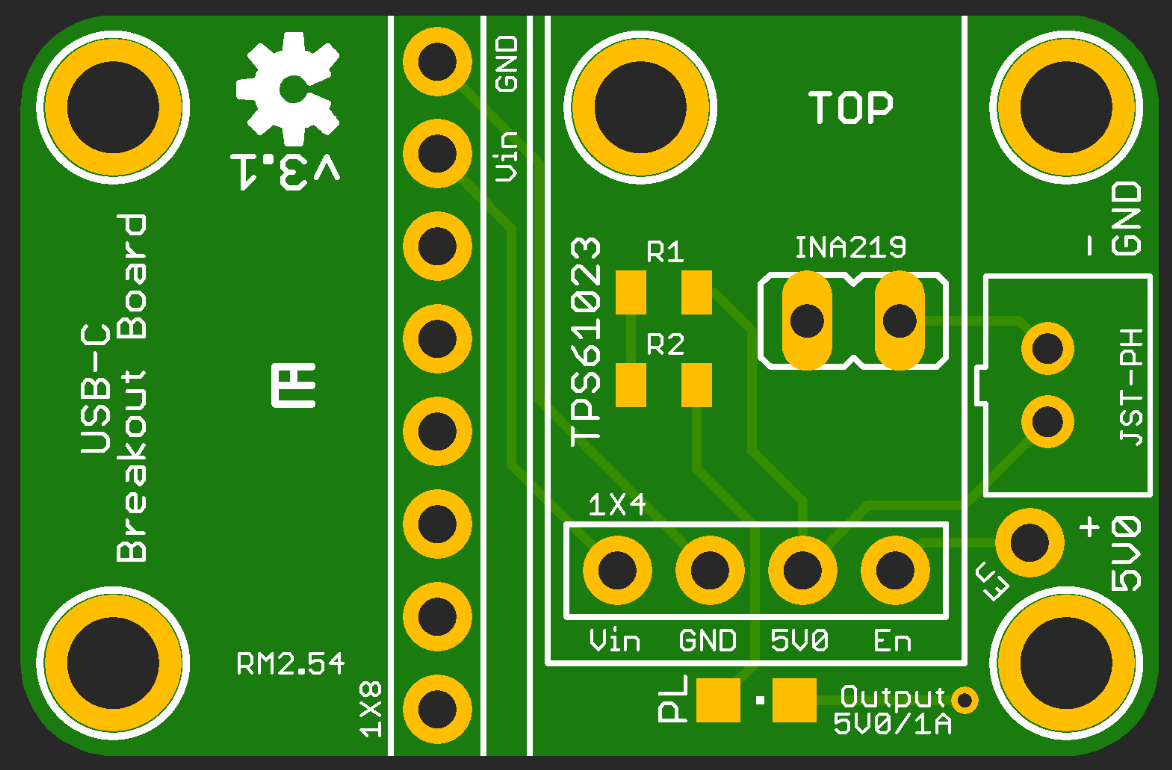 GND
Vin
TOP
v3.1
- GND
USB-C
Breakout Board
TPS61023
R1
R2
INA219
JST-PH
1X4
Vin GND 5V0 En
En
+ 5V0
RM2.54
1X8
PL
Output
5V0/1A